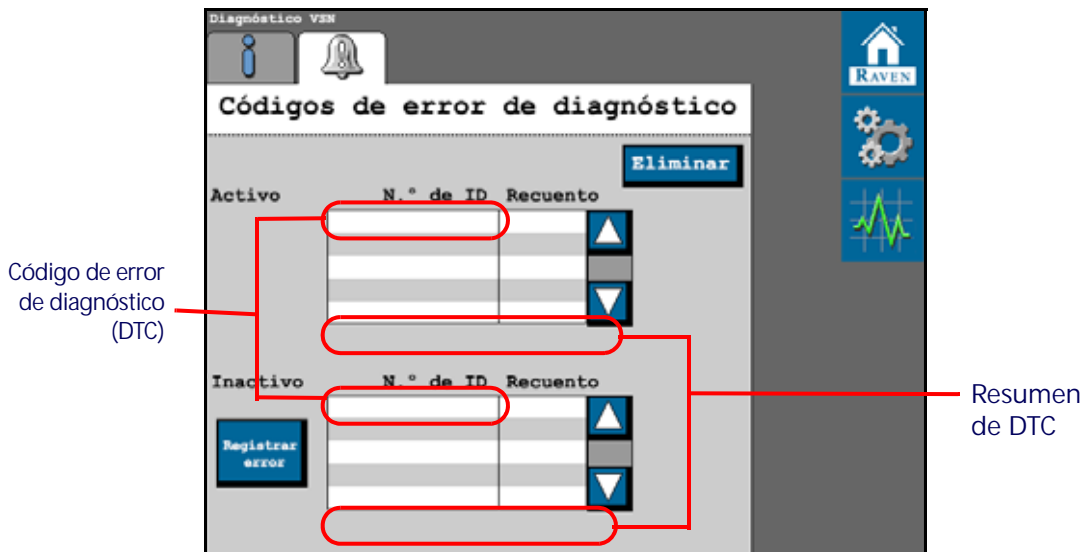 Diagnóstico VSN
RAVEN
Códigos de error de diagnóstico
Eliminar
Activo N.º de ID Recuento
Código de error
de diagnóstico
(DTC)
Inactivo N.º de ID Recuento
Resumen
de DTC
Registrar
error